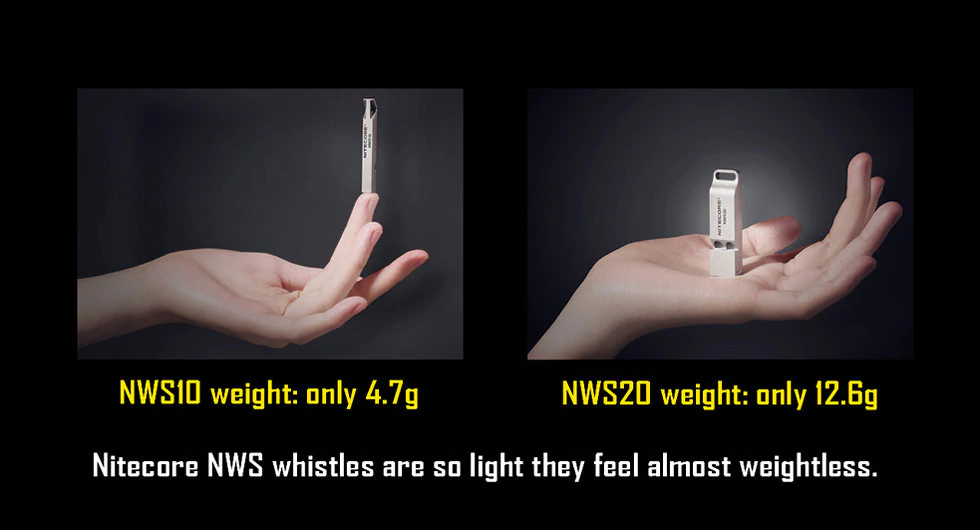 NITECORE
NITECORE
NWS10 weight: only 4.7g
NWS20 weight: only 12.6g
Nitecore NWS whistles are so light they feel almost weightless.